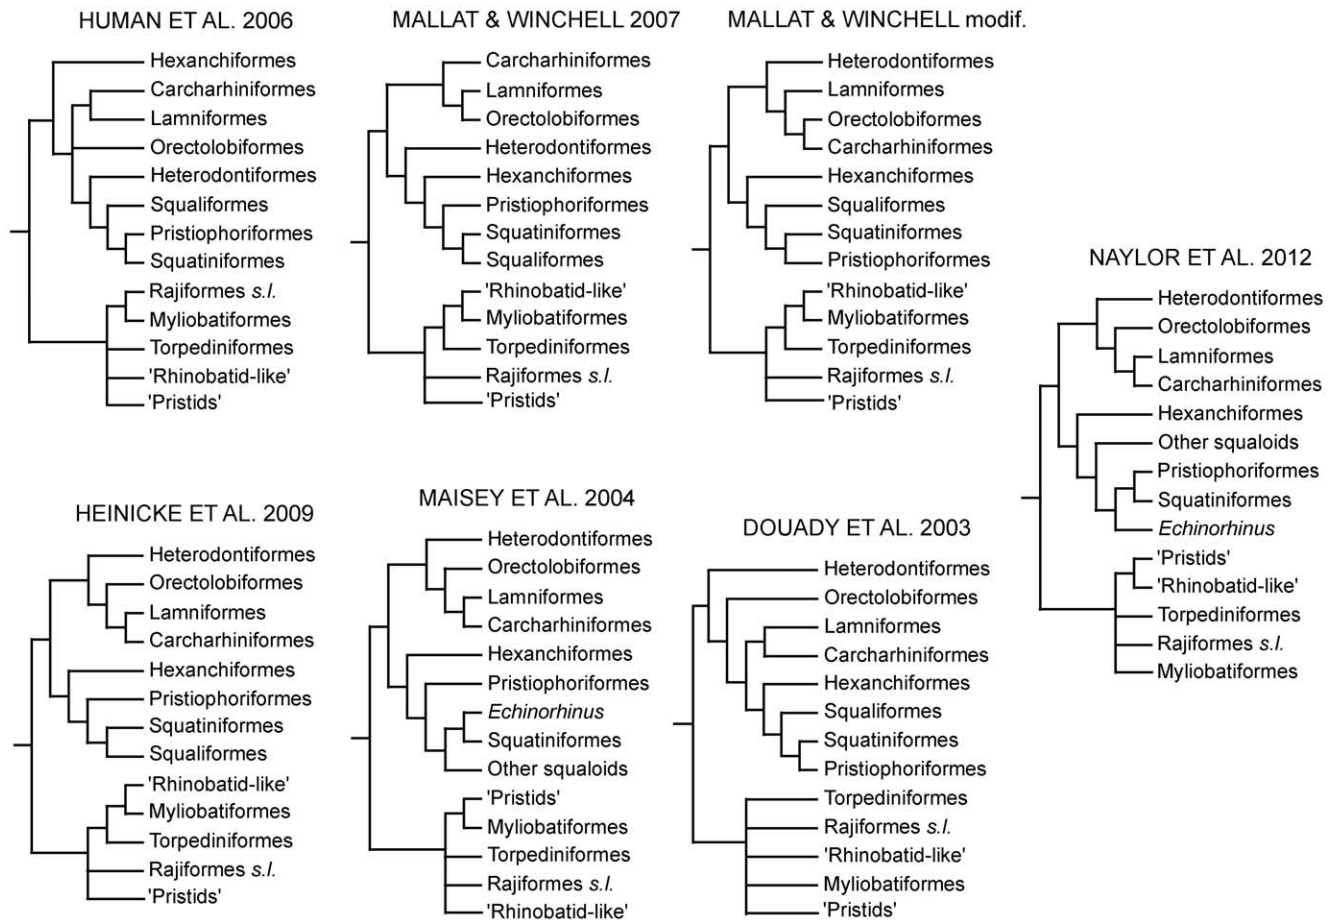 HUMAN ET AL. 2006
Hexanchiformes
Carcharhiniformes
Lamniformes
Orectolobiformes
Heterodontiformes
Squaliformes
Pristiophoriformes
Squatiniformes
Rajiformes s.l.
Myliobatiformes
Torpediniformes
'Rhinobatid-like'
'Pristids'
MALLAT & WINCHELL 2007
Carcharhiniformes
Lamniformes
Orectolobiformes
Heterodontiformes
Hexanchiformes
Pristiophoriformes
Squatiniformes
Squaliformes
'Rhinobatid-like'
Myliobatiformes
Torpediniformes
Rajiformes s.l.
'Pristids'
MALLAT & WINCHELL modif.
Heterodontiformes
Lamniformes
Orectolobiformes
Carcharhiniformes
Hexanchiformes
Squaliformes
Squatiniformes
Pristiophoriformes
'Rhinobatid-like'
Myliobatiformes
Torpediniformes
Rajiformes s.l.
'Pristids'
NAYLOR ET AL. 2012
Heterodontiformes
Orectolobiformes
Lamniformes
Carcharhiniformes
Hexanchiformes
Other squaloids
Pristiophoriformes
Squatiniformes
Echinorhinus
'Pristids'
'Rhinobatid-like'
Torpediniformes
Rajiformes s.l.
Myliobatiformes
HEINICKE ET AL. 2009
Heterodontiformes
Orectolobiformes
Lamniformes
Carcharhiniformes
Hexanchiformes
Pristiophoriformes
Squatiniformes
Squaliformes
'Rhinobatid-like'
Myliobatiformes
Torpediniformes
Rajiformes s.l.
'Pristids'
MAISEY ET AL. 2004
Heterodontiformes
Orectolobiformes
Lamniformes
Carcharhiniformes
Hexanchiformes
Pristiophoriformes
Echinorhinus
Squatiniformes
Other squaloids
'Pristids'
Myliobatiformes
Torpediniformes
Rajiformes s.l.
'Rhinobatid-like'
DOUADY ET AL. 2003
Heterodontiformes
Orectolobiformes
Lamniformes
Carcharhiniformes
Hexanchiformes
Squaliformes
Squatiniformes
Pristiophoriformes
Torpediniformes
Rajiformes s.l.
'Rhinobatid-like'
Myliobatiformes
'Pristids'